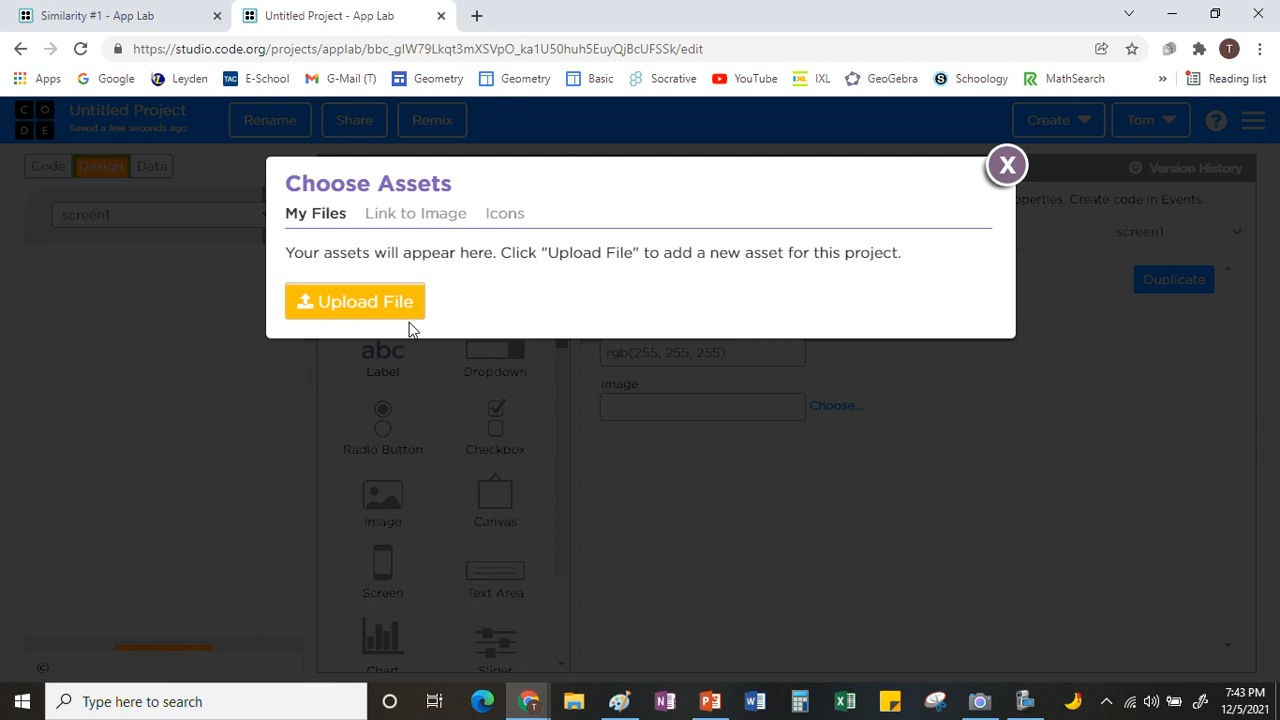 Similarity #1 - App Lab
Untitled Project - App Lab
https://studio.code.org/projects/applab/bbc_gIW79Lkqt3mXSVpO_ka1U50huh5EuyQjBcUFSSk/edit
T
Apps Google Leyden TAC E-School G-Mail (T) Geometry Geometry Basic Socrative YouTube IXL GeoGebra Schoology MathSearch » Reading list
C O D E
Untitled Project
Saved a few seconds ago
Rename Share Remix Create Tom ?
Code Design Data Version History
screen1
Choose Assets
X
My Files Link to Image Icons
Your assets will appear here. Click "Upload File" to add a new asset for this project.
Upload File
roperties. Create code in Events.
screen1
Duplicate
abc
Label Dropdown
rgb(255, 255, 255)
image
Choose...
Radio Button Checkbox
Image Canvas
Screen Text Area
Chart Slider
Type here to search
7:43 PM
12/5/2021